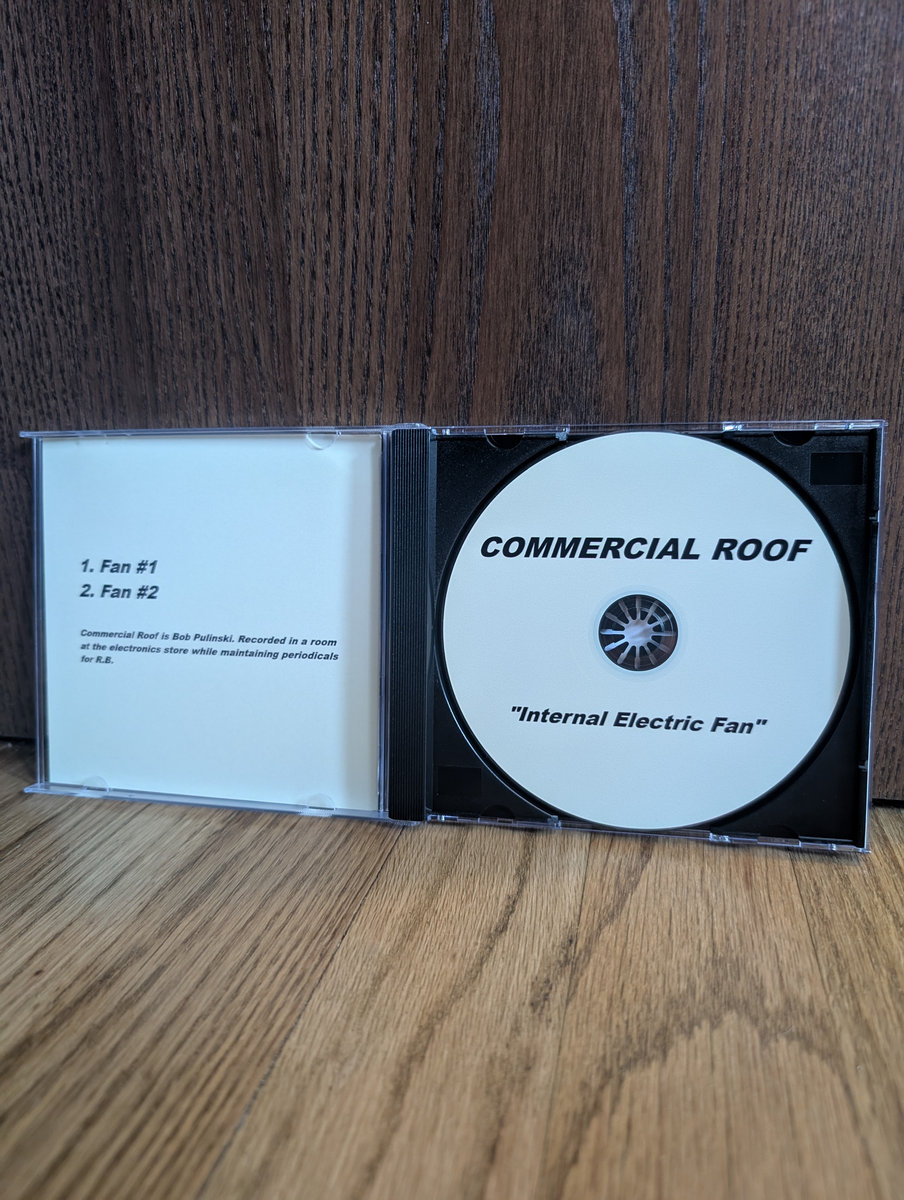 1. Fan #1
2. Fan #2
Commercial Roof is Bob Pulinski. Recorded in a room
at the electronics store while maintaining periodicals
for R.B.
COMMERCIAL ROOF
"Internal Electric Fan"